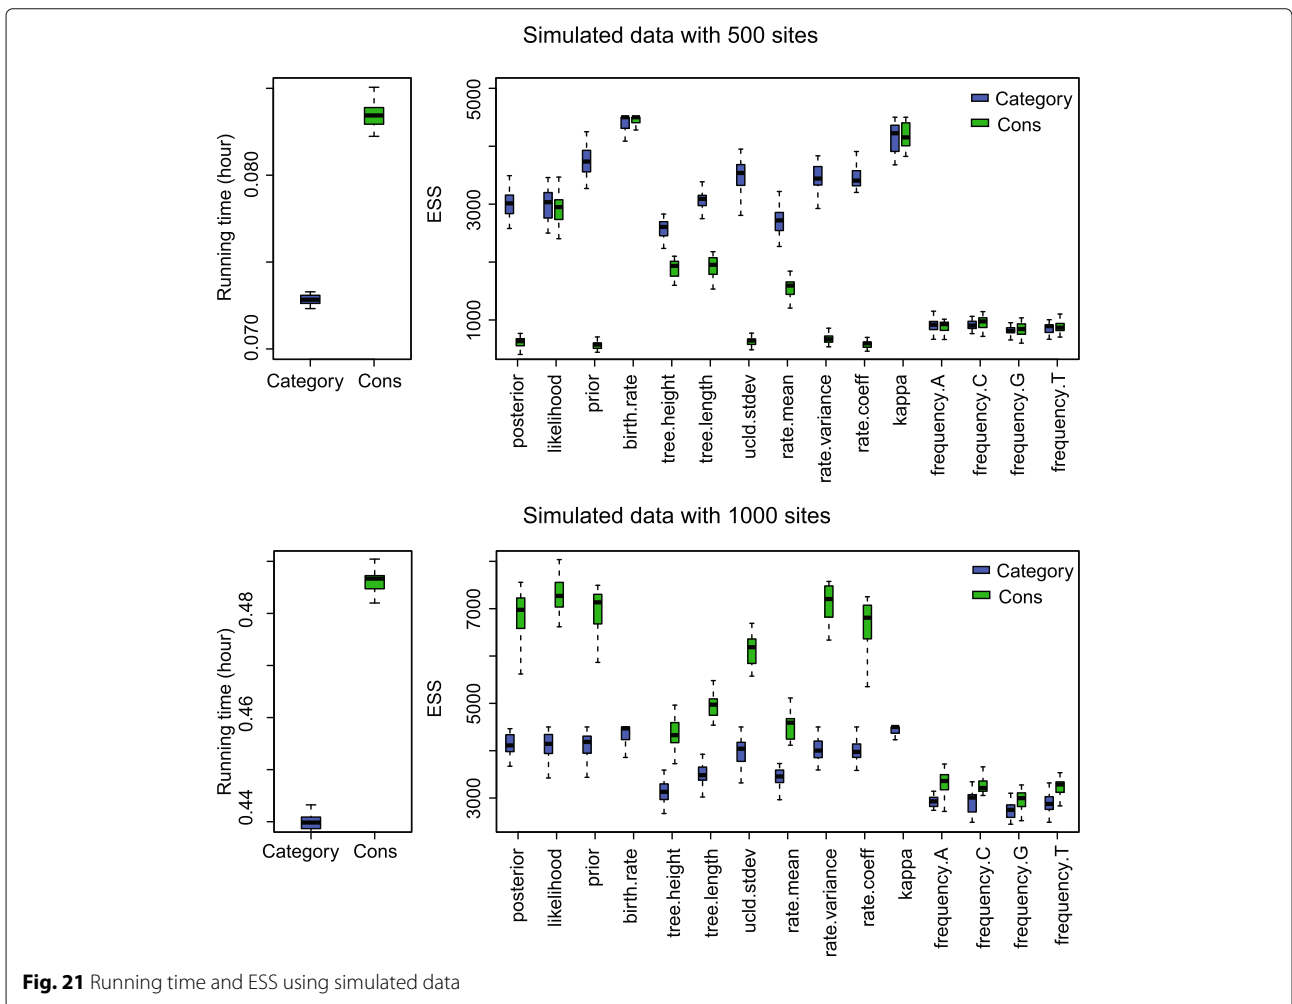 Simulated data with 500 sites
Running time (hour)
0.070
0.080
Category Cons
ESS
1000
3000
5000
Category
Cons
posterior
likelihood
prior
birth.rate
tree.height
tree.length
ucld.stdev
rate.mean
rate.variance
rate.coeff
kappa
frequency.A
frequency.C
frequency.G
frequency.T
Simulated data with 1000 sites
Running time (hour)
0.44
0.46
0.48
Category Cons
ESS
3000
5000
7000
Category
Cons
posterior
likelihood
prior
birth.rate
tree.height
tree.length
ucld.stdev
rate.mean
rate.variance
rate.coeff
kappa
frequency.A
frequency.C
frequency.G
frequency.T
Fig. 21 Running time and ESS using simulated data